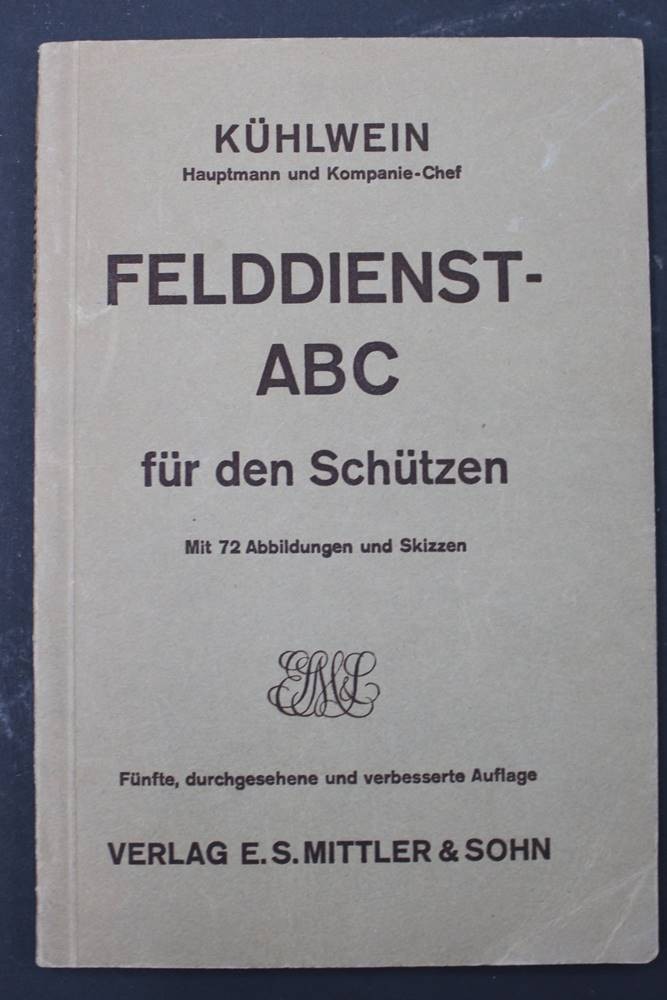 KÜHLWEIN
Hauptmann und Kompanie-Chef
FELDDIENST-
ABC
für den Schützen
Mit 72 Abbildungen und Skizzen
ESM&S
Fünfte, durchgesehene und verbesserte Auflage
VERLAG E. S. MITTLER & SOHN